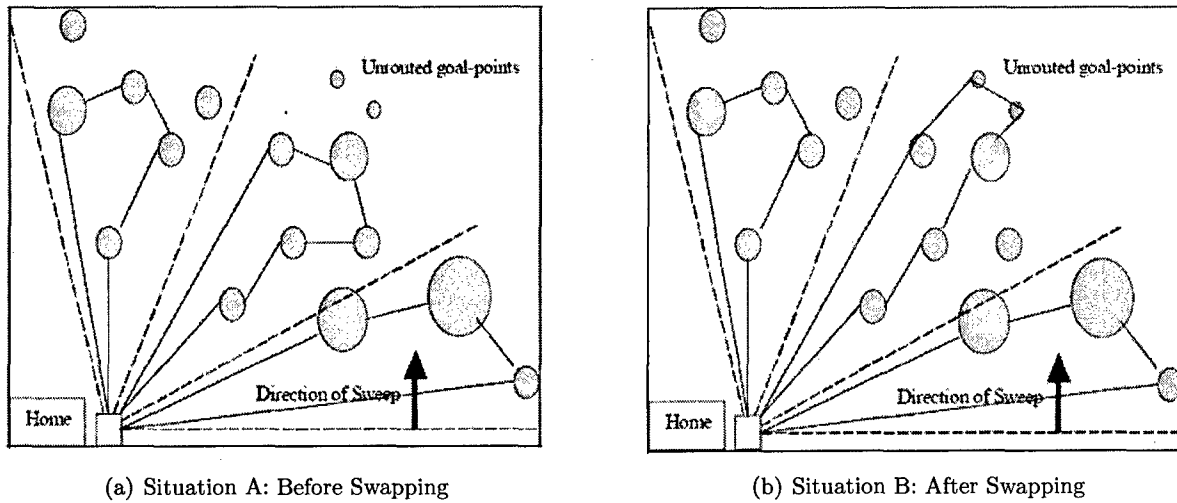 Unrouted goal-points
Direction of Sweep
Home
(a) Situation A: Before Swapping
Unrouted goal-points
Direction of Sweep
Home
(b) Situation B: After Swapping